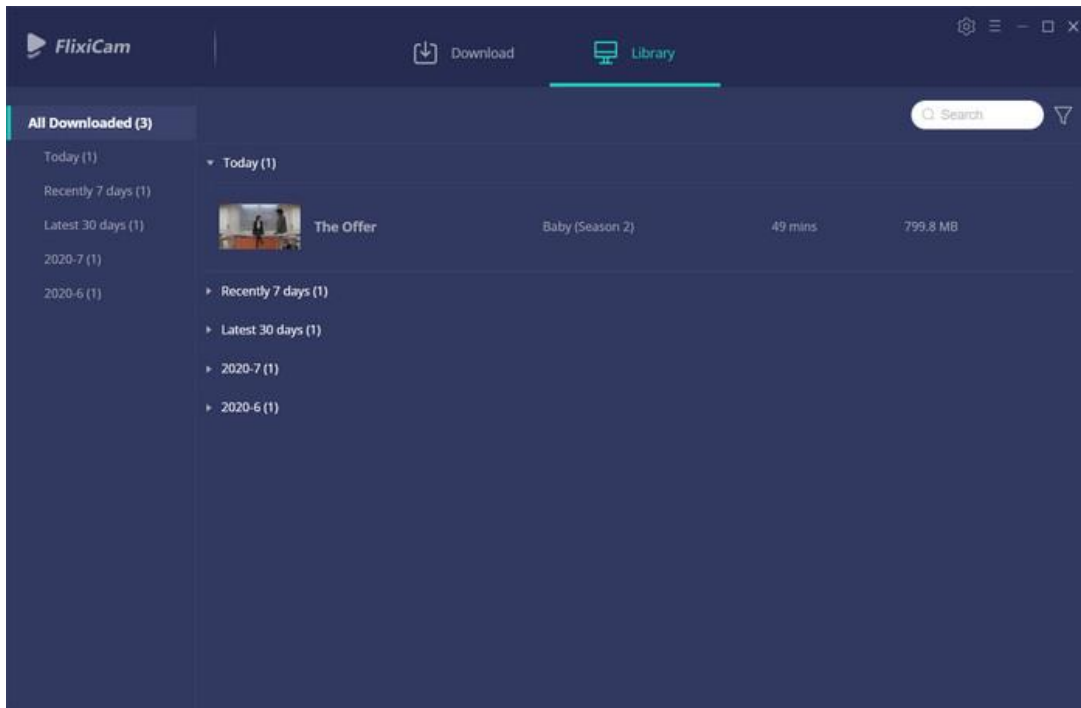 FlixiCam
Download
Library
Search
All Downloaded (3)
Today (1)
Recently 7 days (1)
Latest 30 days (1)
2020-7 (1)
2020-6 (1)
Today (1)
The Offer Baby (Season 2) 49 mins 799.8 MB
Recently 7 days (1)
Latest 30 days (1)
2020-7 (1)
2020-6 (1)